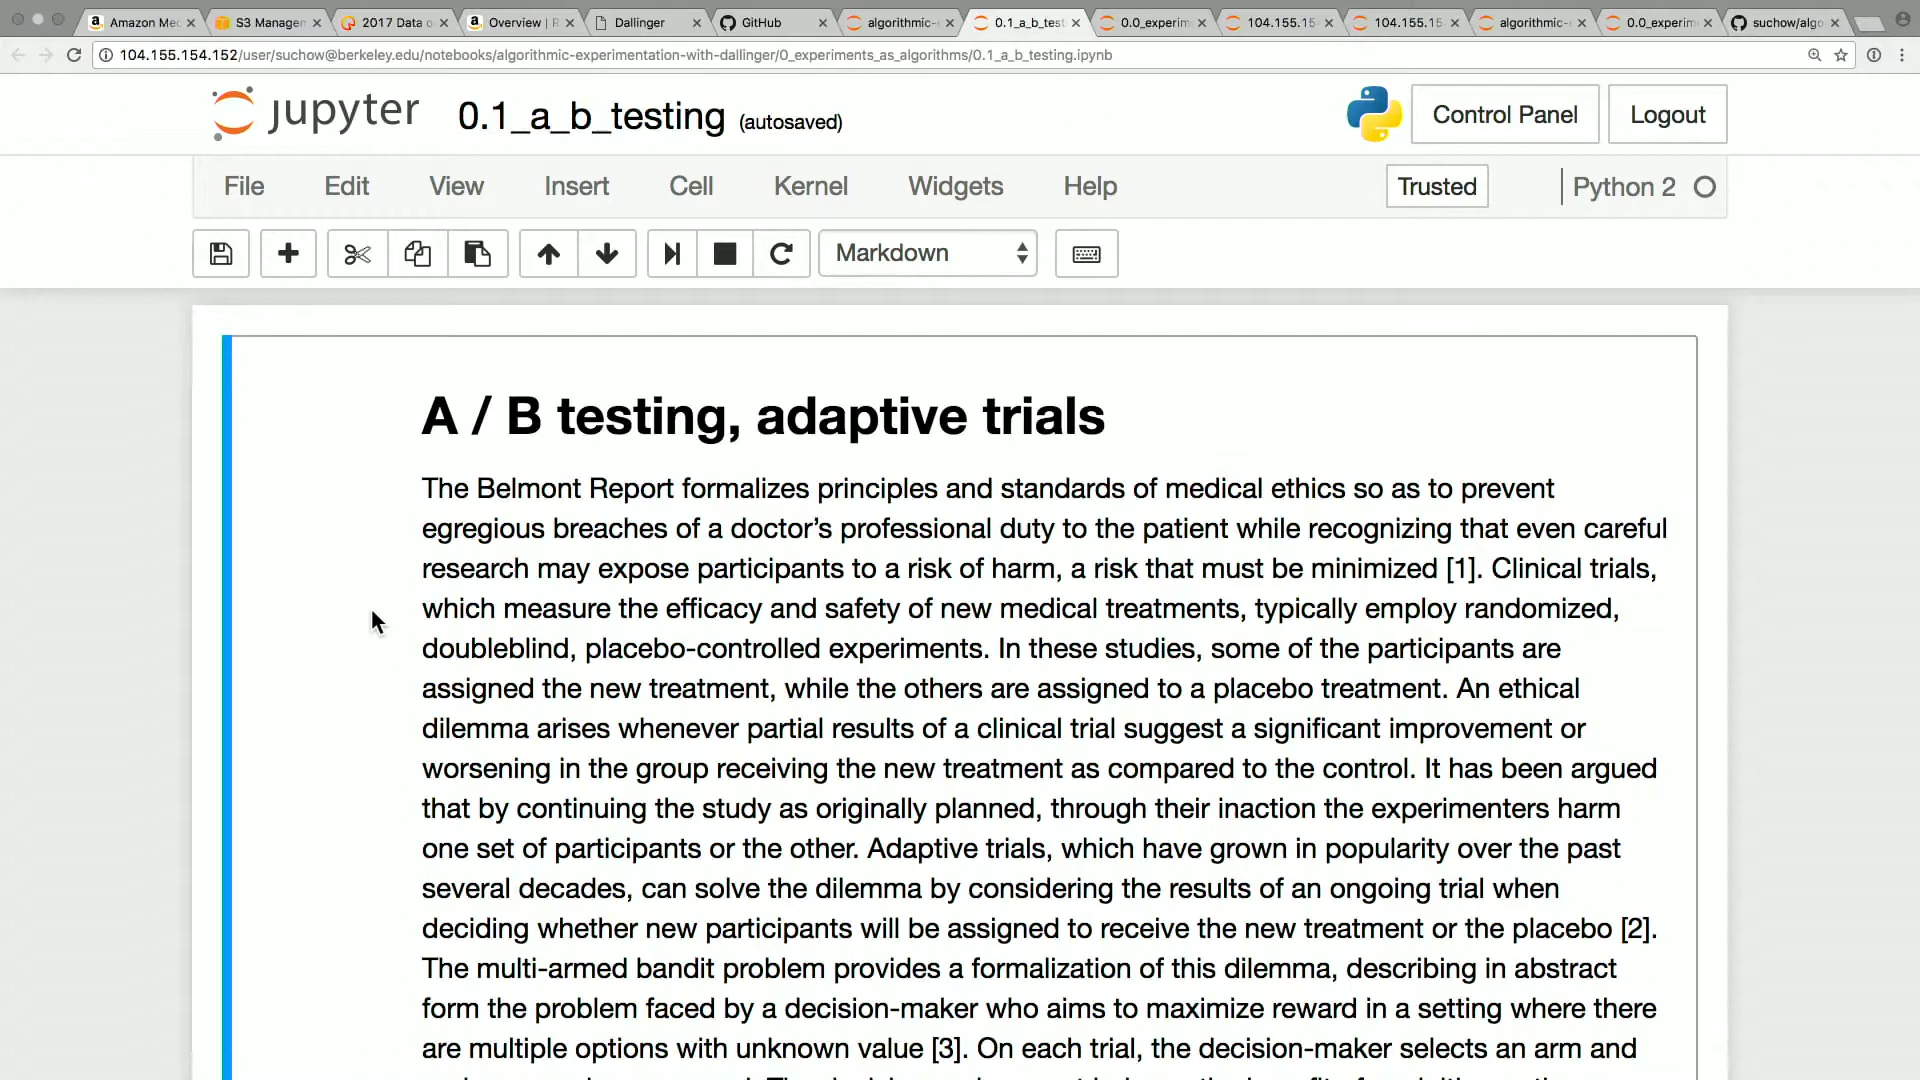 Amazon Mec
S3 Managem
2017 Data o
Overview | R
Dallinger
GitHub
algorithmic-e
0.1_a_b_test
0.0_experim
104.155.15
104.155.15
algorithmic-
0.0_experim
suchow/algo
104.155.154.152/user/suchow@berkeley.edu/notebooks/algorithmic-experimentation-with-dallinger/0_experiments_as_algorithms/0.1_a_b_testing.ipynb
jupyter 0.1_a_b_testing (autosaved)
Control Panel Logout
File Edit View Insert Cell Kernel Widgets Help Trusted Python 2
Markdown
A / B testing, adaptive trials
The Belmont Report formalizes principles and standards of medical ethics so as to prevent
egregious breaches of a doctor’s professional duty to the patient while recognizing that even careful
research may expose participants to a risk of harm, a risk that must be minimized [1]. Clinical trials,
which measure the efficacy and safety of new medical treatments, typically employ randomized,
doubleblind, placebo-controlled experiments. In these studies, some of the participants are
assigned the new treatment, while the others are assigned to a placebo treatment. An ethical
dilemma arises whenever partial results of a clinical trial suggest a significant improvement or
worsening in the group receiving the new treatment as compared to the control. It has been argued
that by continuing the study as originally planned, through their inaction the experimenters harm
one set of participants or the other. Adaptive trials, which have grown in popularity over the past
several decades, can solve the dilemma by considering the results of an ongoing trial when
deciding whether new participants will be assigned to receive the new treatment or the placebo [2].
The multi-armed bandit problem provides a formalization of this dilemma, describing in abstract
form the problem faced by a decision-maker who aims to maximize reward in a setting where there
are multiple options with unknown value [3]. On each trial, the decision-maker selects an arm and